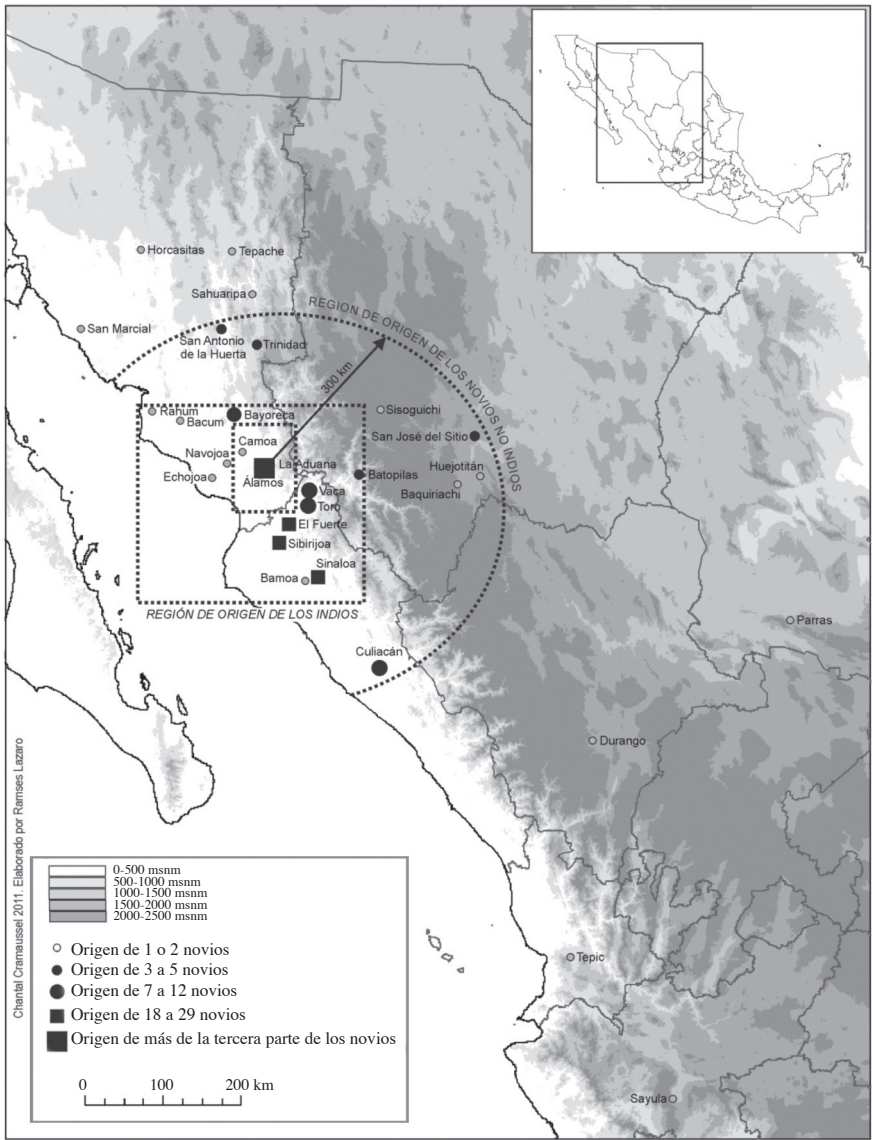 Horcasitas
Tepache
Sahuaripa
San Marcial
San Antonio
de la Huerta
Trinidad
REGION DE ORIGEN DE LOS NOVIOS NO INDIOS
300 km
Rahum
Bacum
Bayoreca
Sisoguichi
San José del Sitio
Camoa
Navojoa
La Aduana
Echojoa
Álamos
Batopilas
Huejotitán
Baquiriachi
Vaca
Toro
El Fuerte
Sibirijoa
Sinaloa
Bamoa
REGIÓN DE ORIGEN DE LOS INDIOS
Parras
Culiacán
Durango
Tepic
Sayula
Chantal Cramaussel 2011. Elaborado por Ramses Lazaro
0-500 msnm
500-1000 msnm
1000-1500 msnm
1500-2000 msnm
2000-2500 msnm
Origen de 1 o 2 novios
Origen de 3 a 5 novios
Origen de 7 a 12 novios
Origen de 18 a 29 novios
Origen de más de la tercera parte de los novios
0 100 200 km